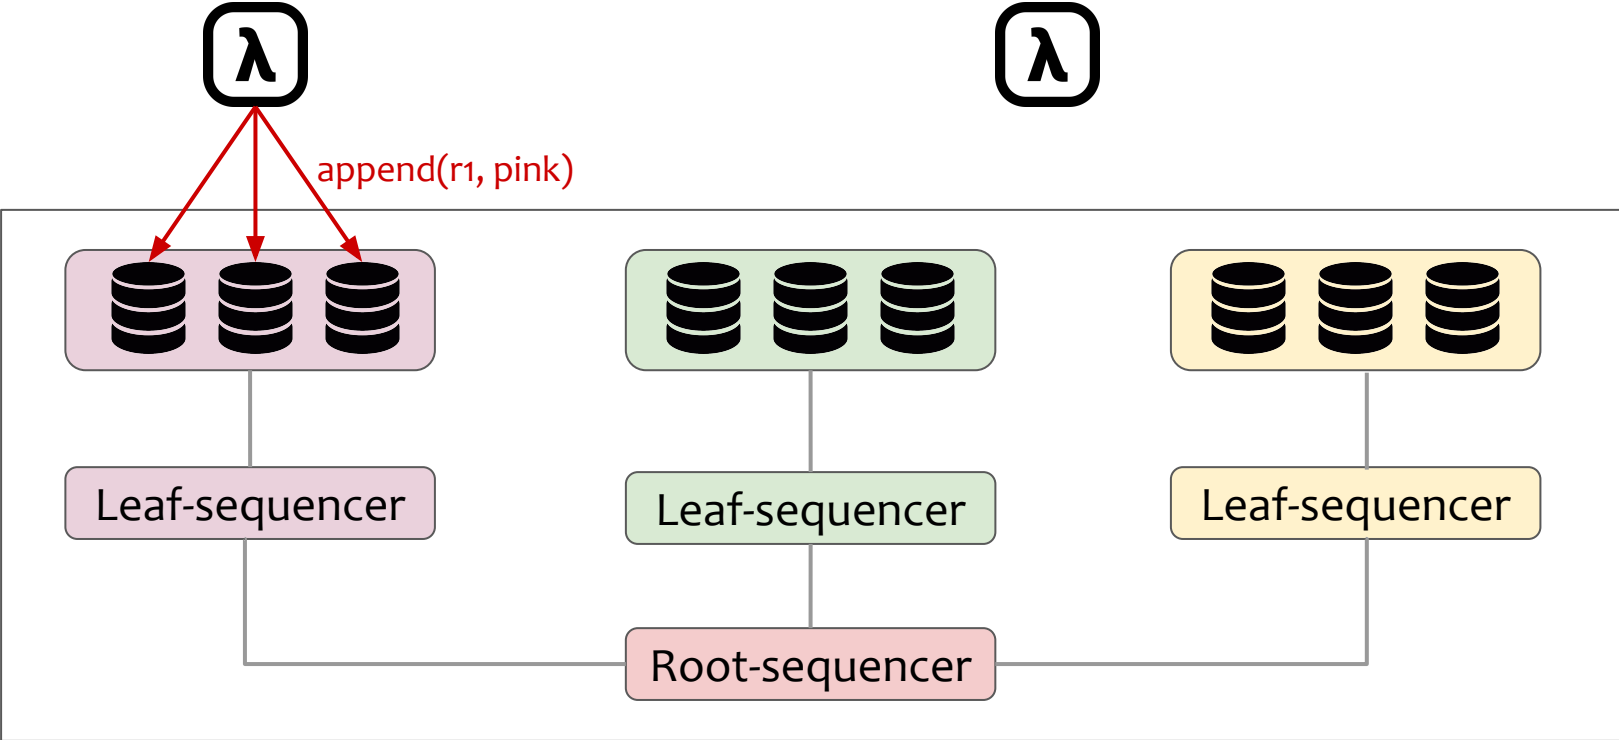 λ
λ
append(r1, pink)
Leaf-sequencer
Leaf-sequencer
Leaf-sequencer
Root-sequencer